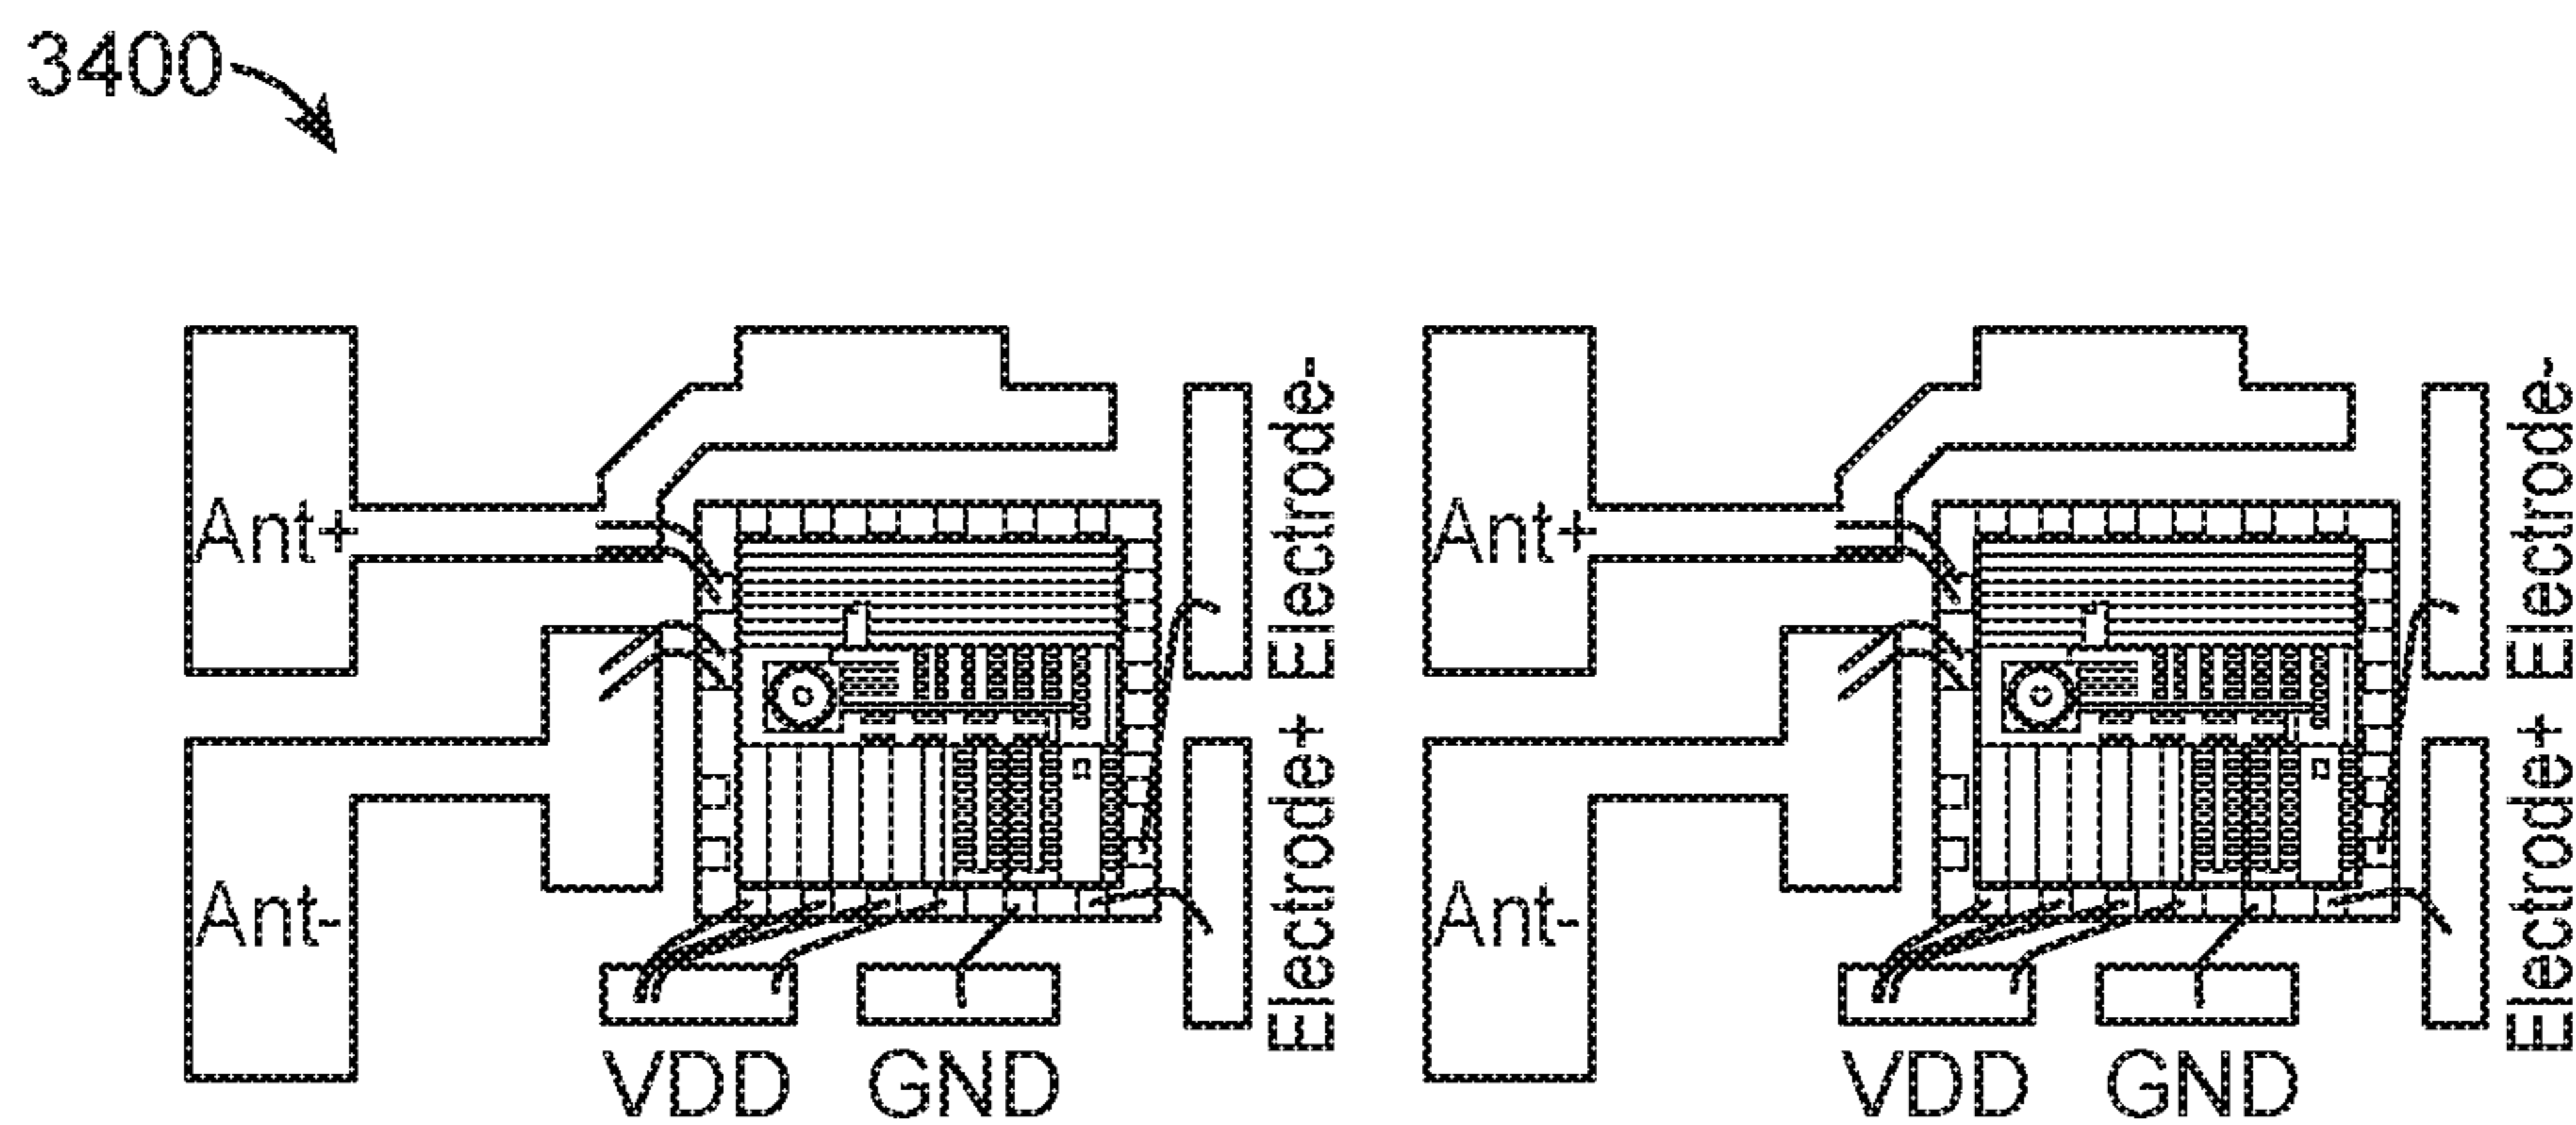 3400
Ant+
Ant-
VDD
GND
Electrode+ Electrode-
Ant+
Ant-
VDD
GND
Electrode+ Electrode-